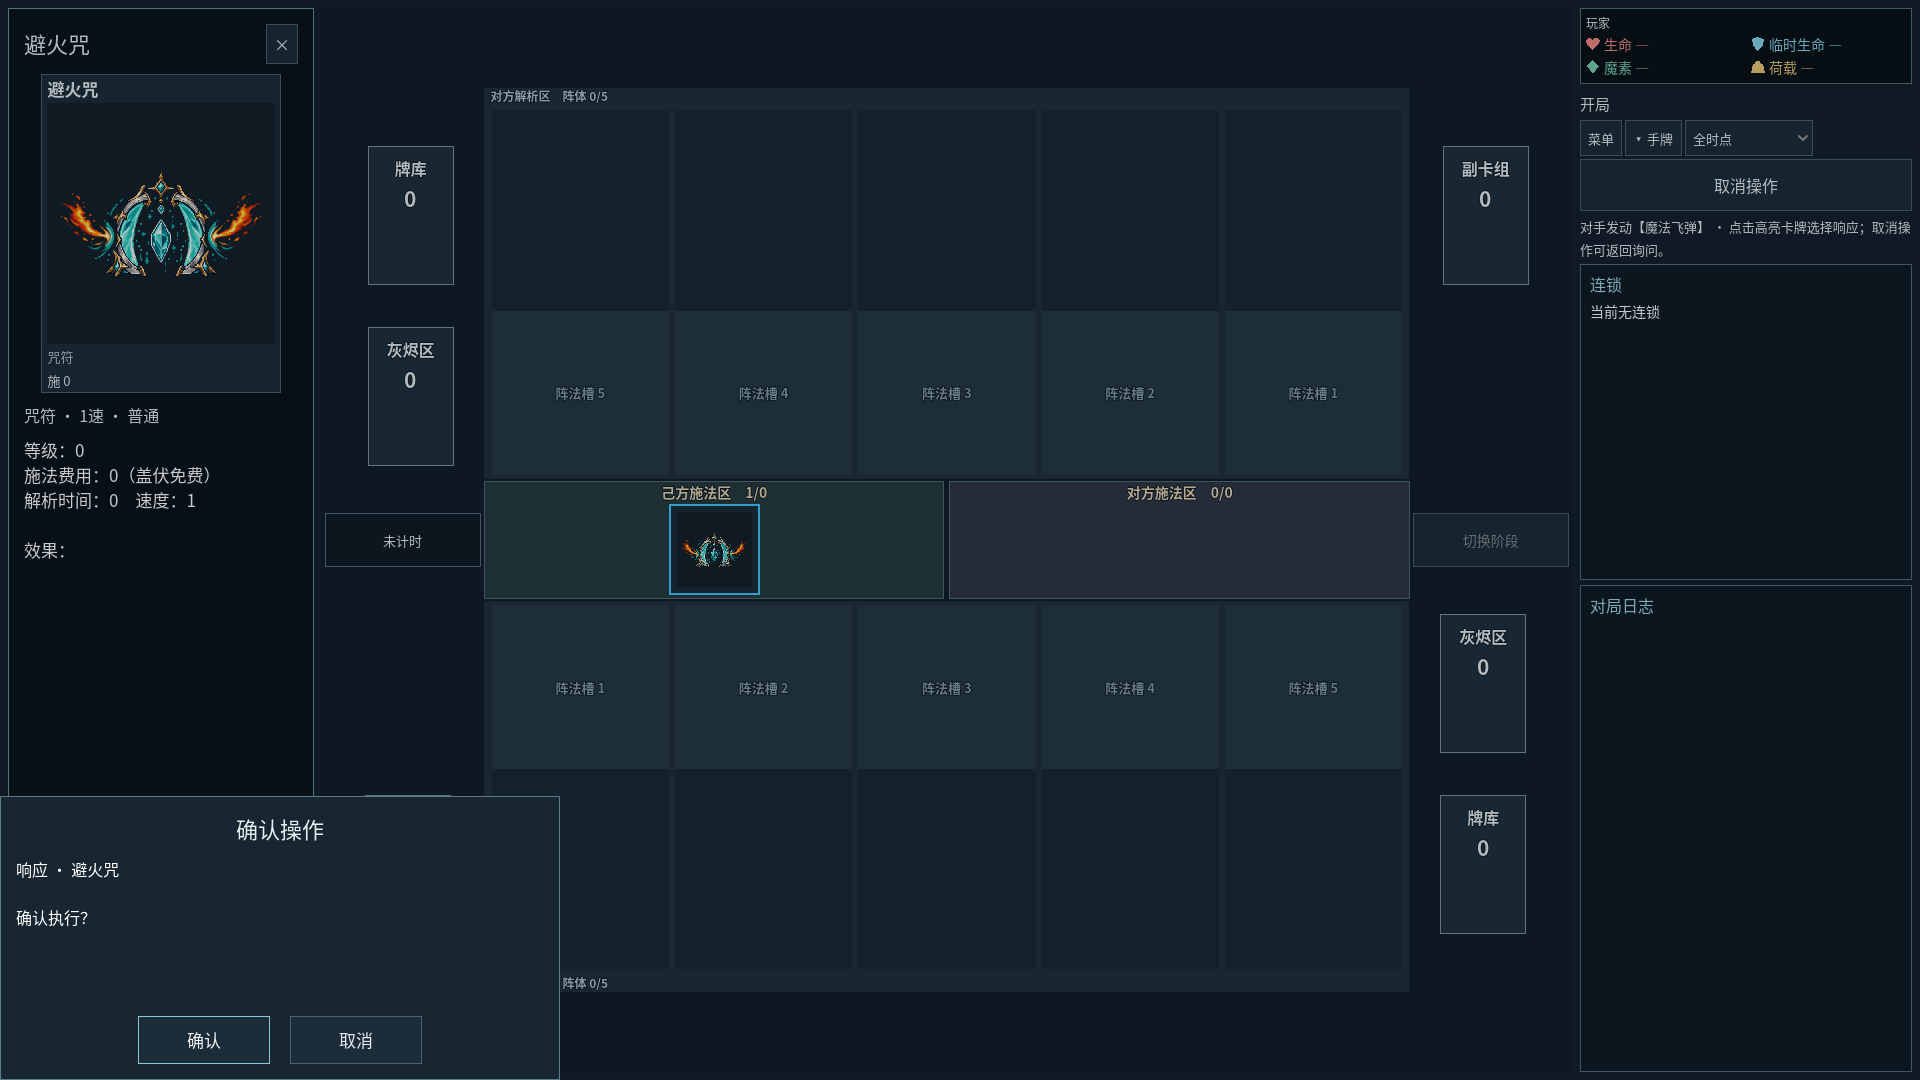 避火咒
×
避火咒
咒符
施 0
咒符 · 1速 · 普通
等级：0
施法费用：0（盖伏免费）
解析时间：0 速度：1
效果：
牌库
0
灰烬区
0
未计时
对方解析区 阵体 0/5
阵法槽 5
阵法槽 4
阵法槽 3
阵法槽 2
阵法槽 1
己方施法区 1/0
对方施法区 0/0
阵法槽 1
阵法槽 2
阵法槽 3
阵法槽 4
阵法槽 5
阵体 0/5
副卡组
0
切换阶段
灰烬区
0
牌库
0
玩家
生命 —
临时生命 —
魔素 —
荷载 —
开局
菜单
▾ 手牌
全时点
取消操作
对手发动【魔法飞弹】 · 点击高亮卡牌选择响应；取消操
作可返回询问。
连锁
当前无连锁
对局日志
确认操作
响应 · 避火咒
确认执行？
确认
取消